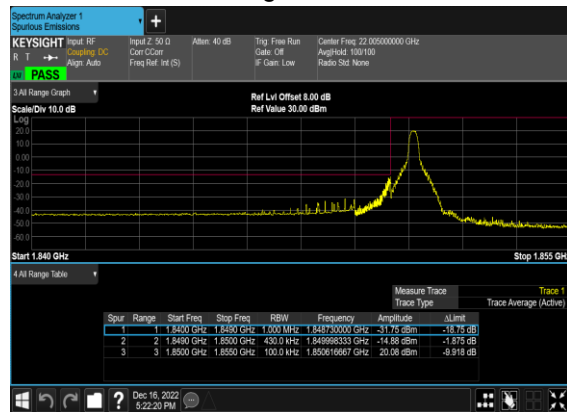 Spectrum Analyzer 1
Spurious Emissions
KEYSIGHT Input: RF Input Z: 50 Ω Atten: 40 dB Trig: Free Run Center Freq: 22.005000000 GHz
R T Coupling: DC Corr CCorr Gate: Off Avg|Hold: 100/100
Align: Auto Freq Ref: Int (S) IF Gain: Low Radio Std: None
LU PASS
3 All Range Graph
Ref Lvl Offset 8.00 dB
Scale/Div 10.0 dB Ref Value 30.00 dBm
Log
20.0
10.0
0.00
-10.0
-20.0
-30.0
-40.0
-50.0
-60.0
Start 1.840 GHz Stop 1.855 GHz
4 All Range Table
Measure Trace Trace 1
Trace Type Trace Average (Active)
Spur Range Start Freq Stop Freq RBW Frequency Amplitude ΔLimit
1 1 1.8400 GHz 1.8490 GHz 1.000 MHz 1.848730000 GHz -31.75 dBm -18.75 dB
2 2 1.8490 GHz 1.8500 GHz 430.0 kHz 1.849998333 GHz -14.88 dBm -1.875 dB
3 3 1.8500 GHz 1.8550 GHz 100.0 kHz 1.850616667 GHz 20.08 dBm -9.918 dB
? Dec 16, 2022
5:22:20 PM